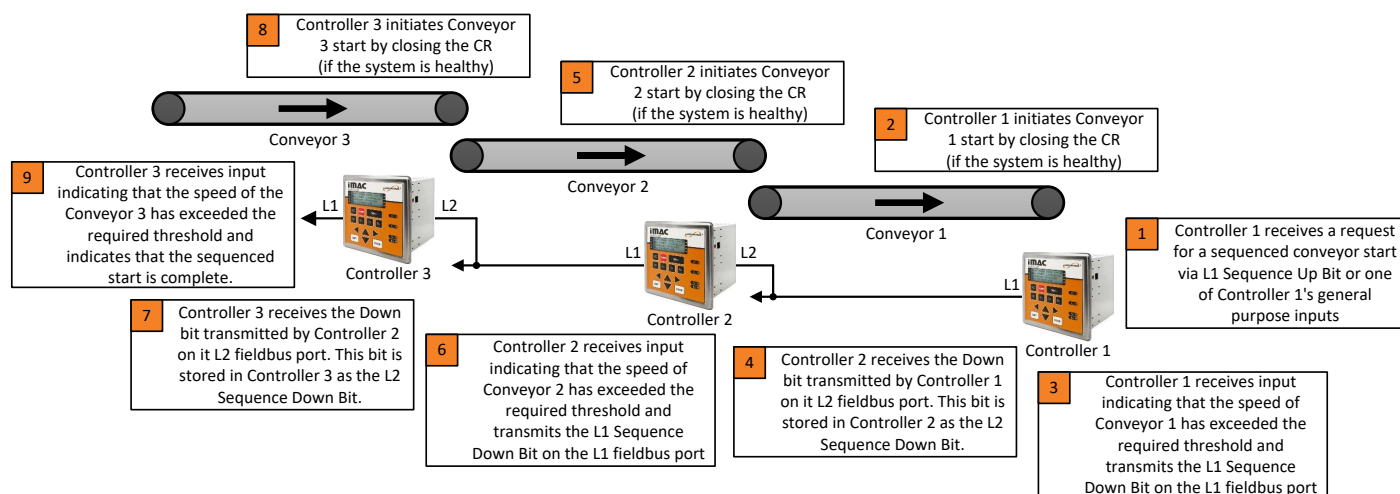 8
Controller 3 initiates Conveyor
3 start by closing the CR
(if the system is healthy)
5
Controller 2 initiates Conveyor
2 start by closing the CR
(if the system is healthy)
2
Controller 1 initiates Conveyor
1 start by closing the CR
(if the system is healthy)
Conveyor 3
Conveyor 2
Conveyor 1
9
Controller 3 receives input
indicating that the speed of the
Conveyor 3 has exceeded the
required threshold and
indicates that the sequenced
start is complete.
L1
iMAC
L2
Controller 3
L1
iMAC
L2
Controller 2
L1
iMAC
Controller 1
1
Controller 1 receives a request
for a sequenced conveyor start
via L1 Sequence Up Bit or one
of Controller 1's general
purpose inputs
7
Controller 3 receives the Down
bit transmitted by Controller 2
on it L2 fieldbus port. This bit is
stored in Controller 3 as the L2
Sequence Down Bit.
6
Controller 2 receives input
indicating that the speed of
Conveyor 2 has exceeded the
required threshold and
transmits the L1 Sequence
Down Bit on the L1 fieldbus port
4
Controller 2 receives the Down
bit transmitted by Controller 1
on it L2 fieldbus port. This bit is
stored in Controller 2 as the L2
Sequence Down Bit.
3
Controller 1 receives input
indicating that the speed of
Conveyor 1 has exceeded the
required threshold and
transmits the L1 Sequence
Down Bit on the L1 fieldbus port